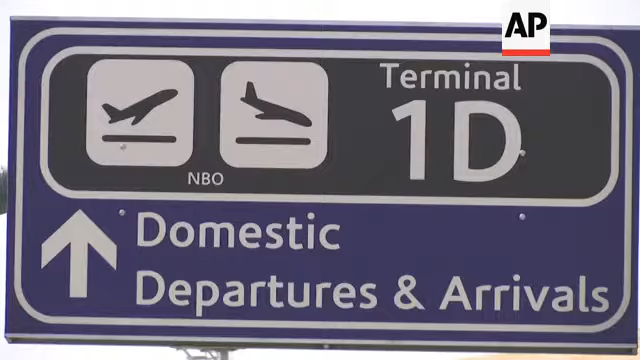 AP
Terminal
1D
NBO
Domestic
Departures & Arrivals